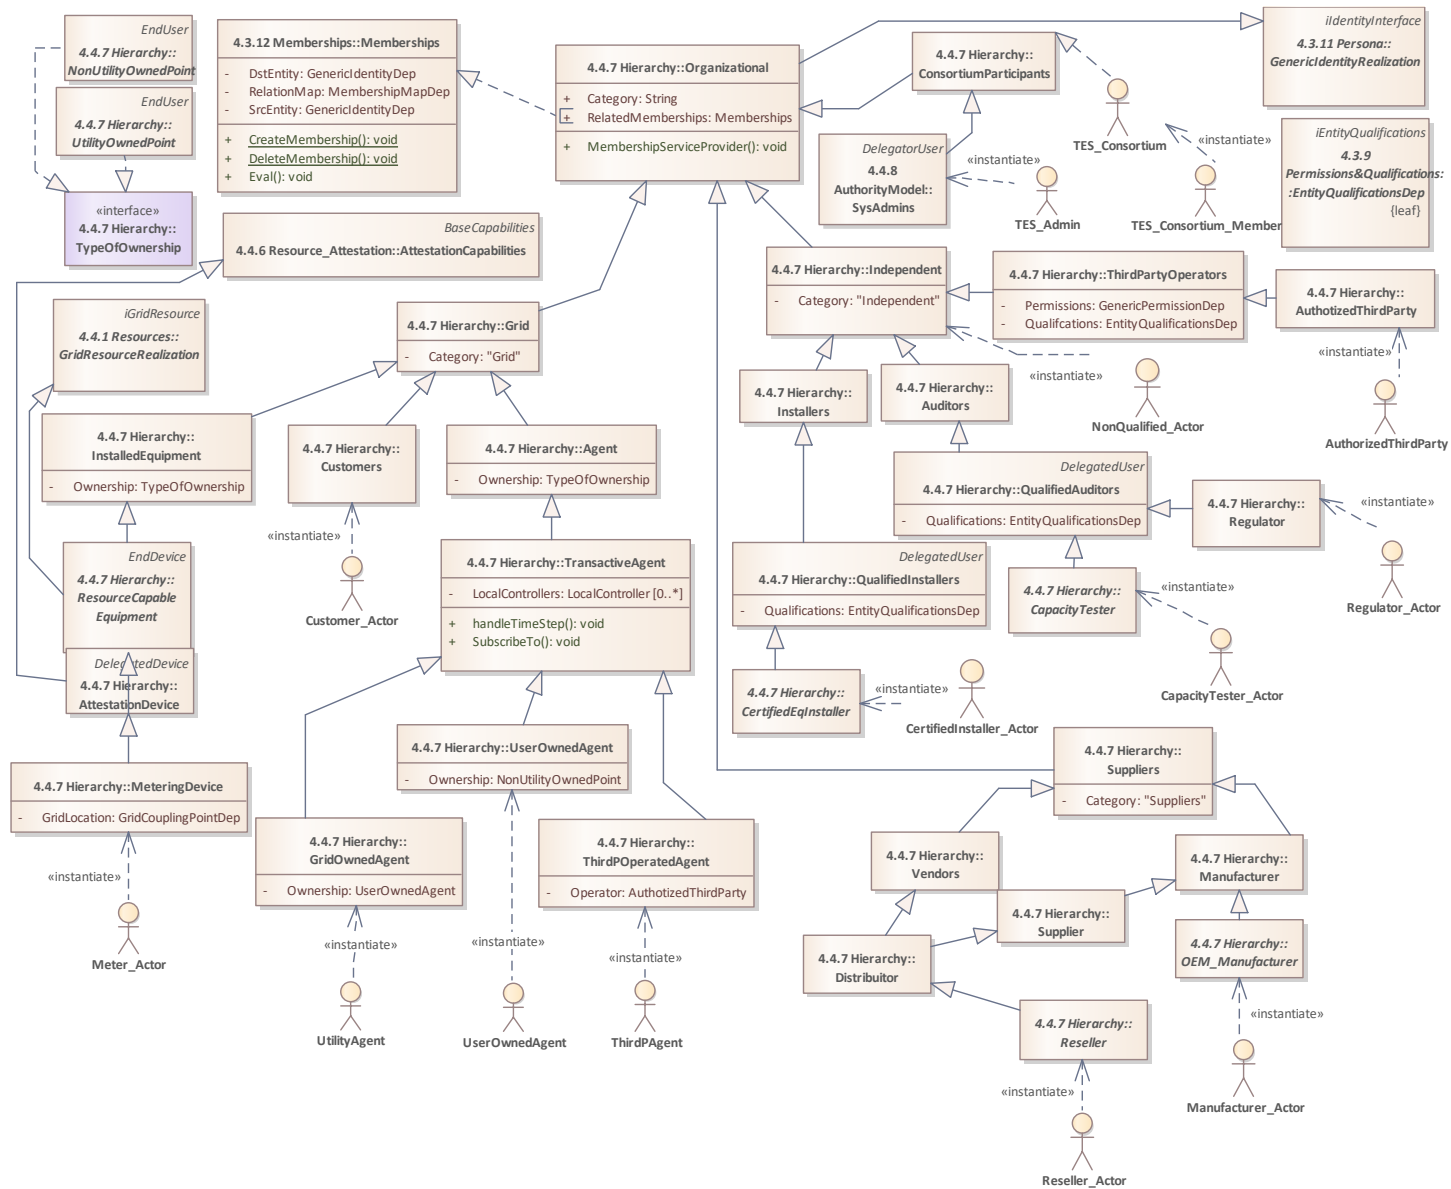 EndUser
4.4.7 Hierarchy::
NonUtilityOwnedPoint
EndUser
4.4.7 Hierarchy::
UtilityOwnedPoint
«interface»
4.4.7 Hierarchy::
TypeOfOwnership
4.3.12 Memberships::Memberships
- DstEntity: GenericIdentityDep
- RelationMap: MembershipMapDep
- SrcEntity: GenericIdentityDep
+ CreateMembership(): void
+ DeleteMembership(): void
+ Eval(): void
4.4.7 Hierarchy::Organizational
+ Category: String
+ RelatedMemberships: Memberships
+ MembershipServiceProvider(): void
4.4.7 Hierarchy::
ConsortiumParticipants
iIdentityInterface
4.3.11 Persona::
GenericIdentityRealization
TES_Consortium
«instantiate»
TES_Consortium_Member
DelegatorUser
4.4.8
AuthorityModel::
SysAdmins
«instantiate»
TES_Admin
iEntityQualifications
4.3.9
Permissions&Qualifications:
:EntityQualificationsDep
{leaf}
BaseCapabilities
4.4.6 Resource_Attestation::AttestationCapabilities
iGridResource
4.4.1 Resources::
GridResourceRealization
4.4.7 Hierarchy::Grid
- Category: "Grid"
4.4.7 Hierarchy::Independent
- Category: "Independent"
4.4.7 Hierarchy::ThirdPartyOperators
- Permissions: GenericPermissionDep
- Qualifcations: EntityQualificationsDep
4.4.7 Hierarchy::
AuthotizedThirdParty
«instantiate»
AuthorizedThirdParty
«instantiate»
NonQualified_Actor
4.4.7 Hierarchy::
Installers
4.4.7 Hierarchy::
Auditors
4.4.7 Hierarchy::
InstalledEquipment
- Ownership: TypeOfOwnership
4.4.7 Hierarchy::
Customers
«instantiate»
Customer_Actor
4.4.7 Hierarchy::Agent
- Ownership: TypeOfOwnership
DelegatedUser
4.4.7 Hierarchy::QualifiedAuditors
- Qualifications: EntityQualificationsDep
4.4.7 Hierarchy::
Regulator
«instantiate»
Regulator_Actor
EndDevice
4.4.7 Hierarchy::
ResourceCapable
Equipment
4.4.7 Hierarchy::TransactiveAgent
- LocalControllers: LocalController [0..*]
+ handleTimeStep(): void
+ SubscribeTo(): void
DelegatedUser
4.4.7 Hierarchy::QualifiedInstallers
- Qualifications: EntityQualificationsDep
4.4.7 Hierarchy::
CapacityTester
«instantiate»
CapacityTester_Actor
DelegatedDevice
4.4.7 Hierarchy::
AttestationDevice
4.4.7 Hierarchy::
CertifiedEqInstaller
«instantiate»
CertifiedInstaller_Actor
4.4.7 Hierarchy::MeteringDevice
- GridLocation: GridCouplingPointDep
«instantiate»
Meter_Actor
4.4.7 Hierarchy::UserOwnedAgent
- Ownership: NonUtilityOwnedPoint
4.4.7 Hierarchy::
GridOwnedAgent
- Ownership: UserOwnedAgent
4.4.7 Hierarchy::
ThirdPOperatedAgent
- Operator: AuthotizedThirdParty
«instantiate»
UtilityAgent
«instantiate»
UserOwnedAgent
«instantiate»
ThirdPAgent
4.4.7 Hierarchy::
Suppliers
- Category: "Suppliers"
4.4.7 Hierarchy::
Vendors
4.4.7 Hierarchy::
Manufacturer
4.4.7 Hierarchy::
Supplier
4.4.7 Hierarchy::
Distribuitor
4.4.7 Hierarchy::
OEM_Manufacturer
«instantiate»
Manufacturer_Actor
4.4.7 Hierarchy::
Reseller
«instantiate»
Reseller_Actor